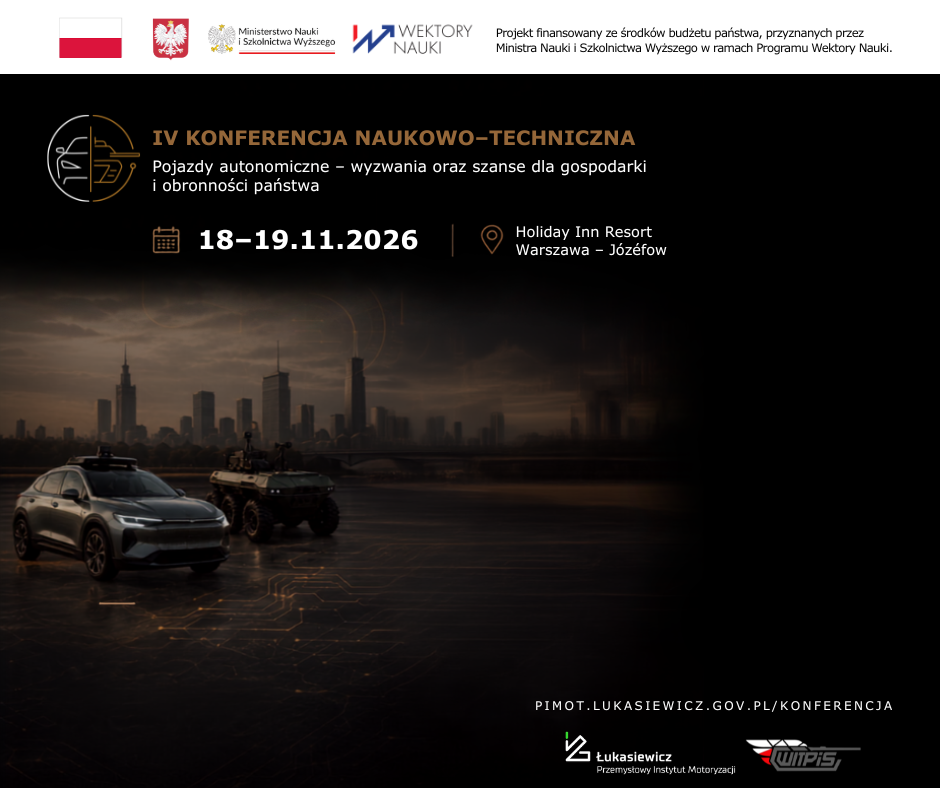 Ministerstwo Nauki
i Szkolnictwa Wyższego
WEKTORY
NAUKI
Projekt finansowany ze środków budżetu państwa, przyznanych przez
Ministra Nauki i Szkolnictwa Wyższego w ramach Programu Wektory Nauki.
IV KONFERENCJA NAUKOWO–TECHNICZNA
Pojazdy autonomiczne – wyzwania oraz szanse dla gospodarki
i obronności państwa
18–19.11.2026
Holiday Inn Resort
Warszawa – Józéfow
PIMOT.LUKASIEWICZ.GOV.PL/KONFERENCJA
Łukasiewicz
Przemysłowy Instytut Motoryzacji
WITPiS